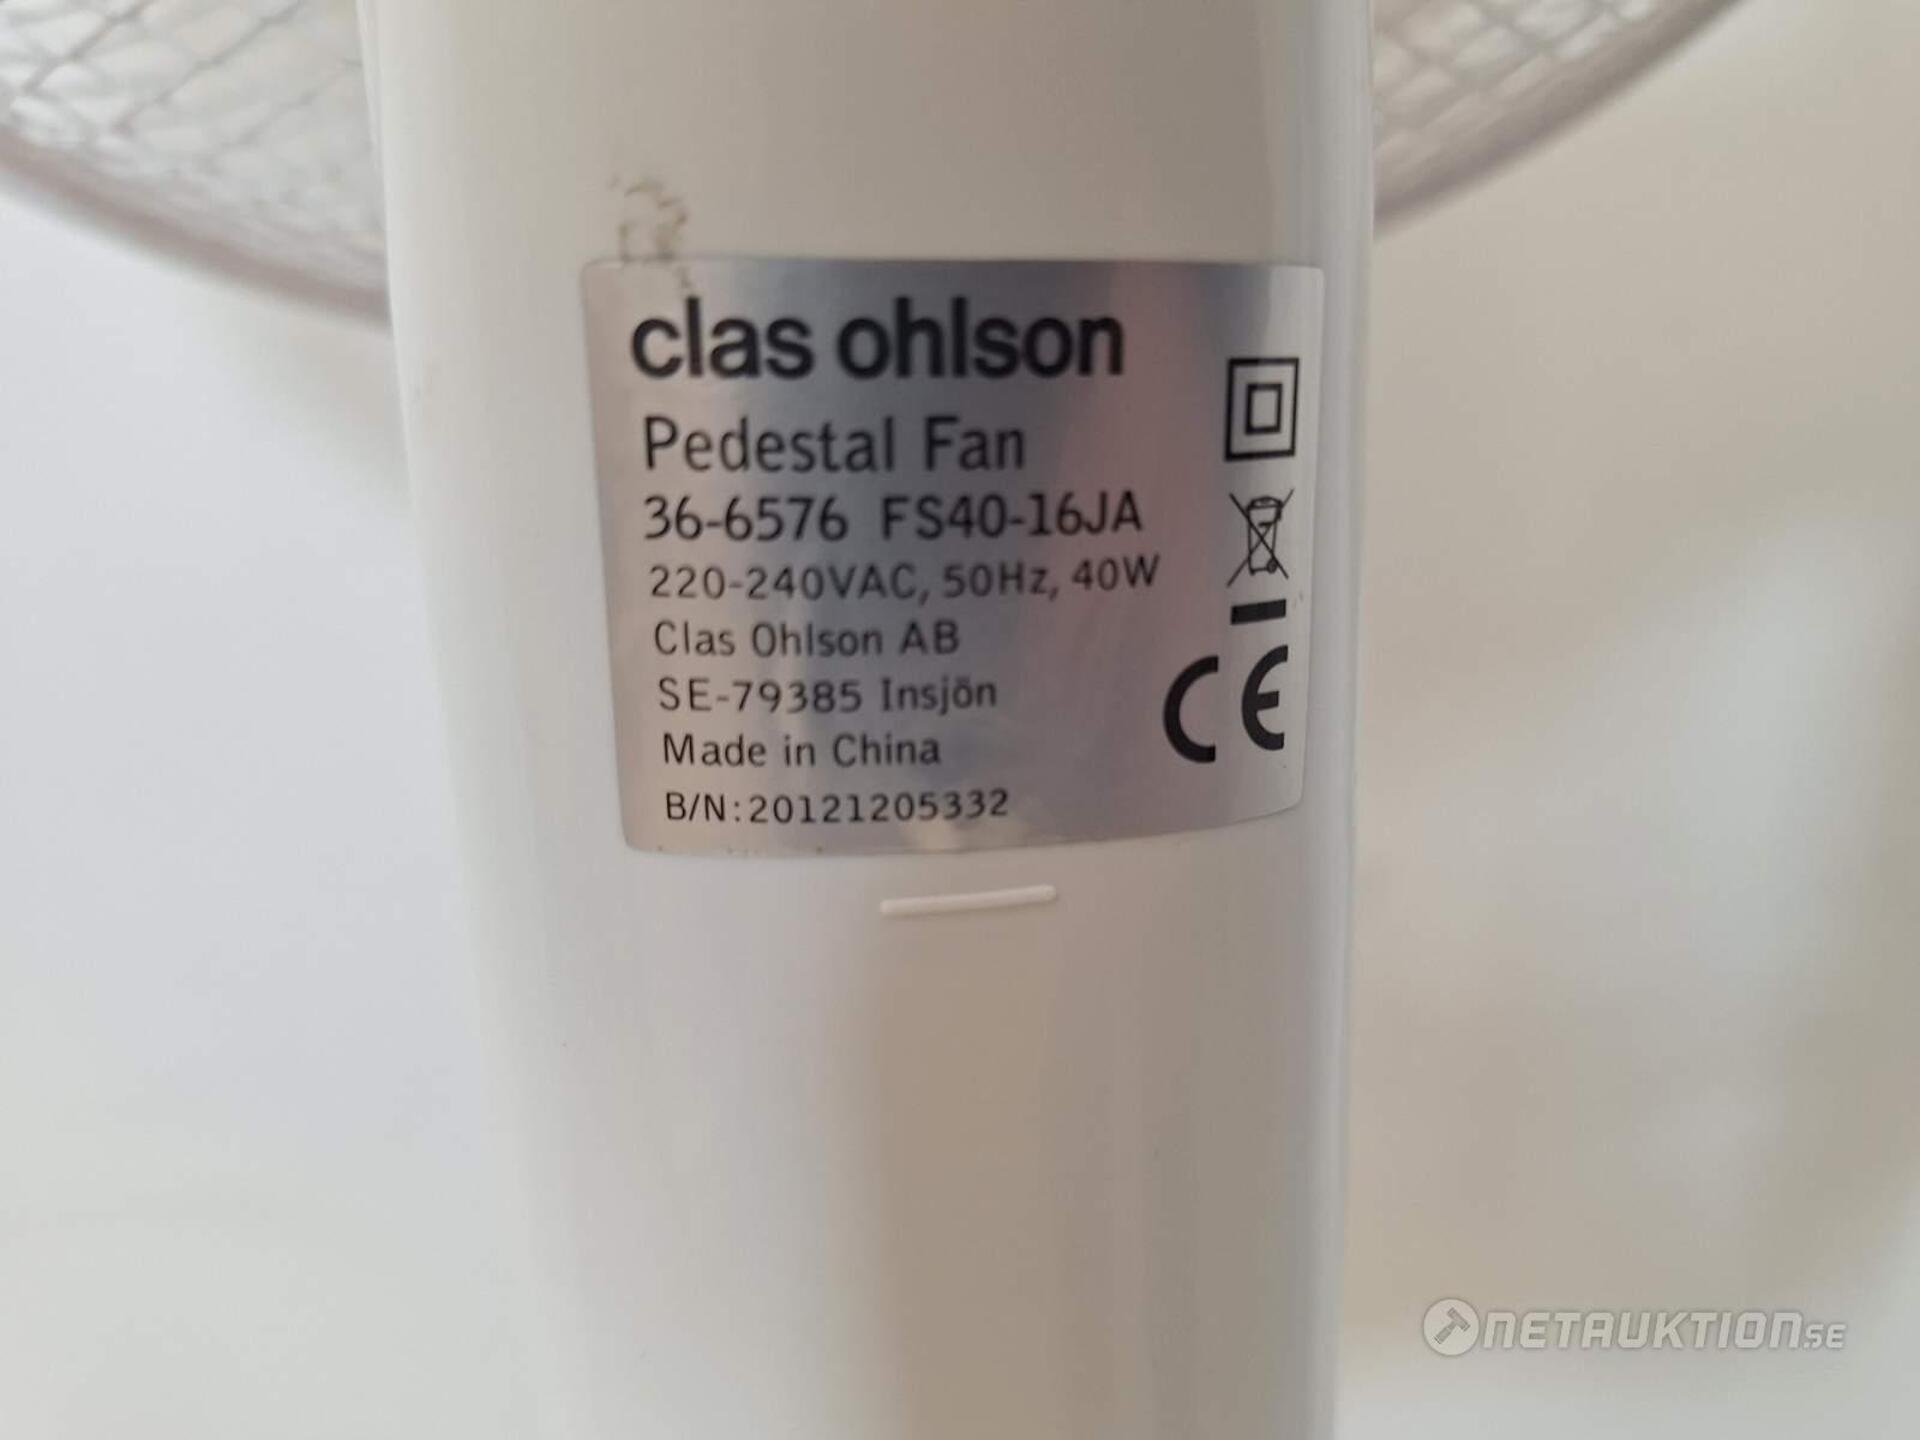 clas ohlson
Pedestal Fan
36-6576 FS40-16JA
220-240VAC, 50Hz, 40W
Clas Ohlson AB
SE-79385 Insjön
Made in China
B/N:20121205332
CE
NETAUKTION.SE